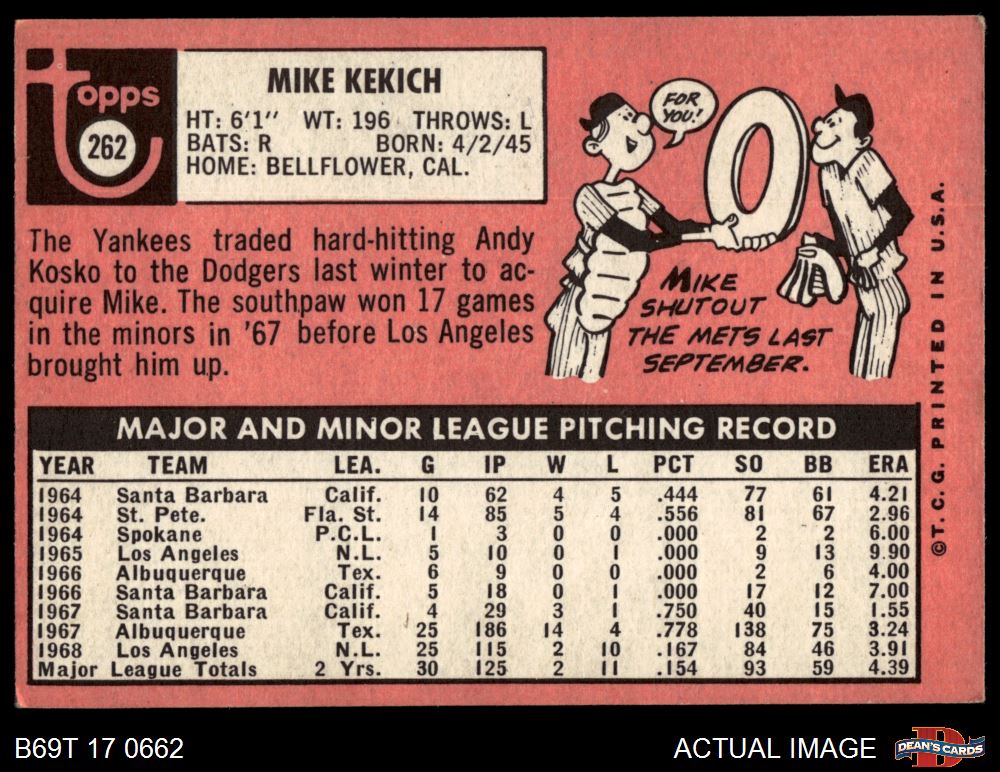 Topps
262
MIKE KEKICH
HT: 6'1" WT: 196 THROWS: L
BATS: R BORN: 4/2/45
HOME: BELLFLOWER, CAL.
The Yankees traded hard-hitting Andy
Kosko to the Dodgers last winter to ac-
quire Mike. The southpaw won 17 games
in the minors in '67 before Los Angeles
brought him up.
FOR
YOU!
MIKE
SHUTOUT
THE METS LAST
SEPTEMBER.
MAJOR AND MINOR LEAGUE PITCHING RECORD
YEAR TEAM LEA. G IP W L PCT SO BB ERA
1964 Santa Barbara Calif. 10 62 4 5 .444 77 61 4.21
1964 St. Pete. Fla. St. 14 85 5 4 .556 81 67 2.96
1964 Spokane P.C.L. 1 3 0 0 .000 2 2 6.00
1965 Los Angeles N.L. 5 10 0 1 .000 9 13 9.90
1966 Albuquerque Tex. 6 9 0 0 .000 2 6 4.00
1966 Santa Barbara Calif. 5 18 0 1 .000 17 12 7.00
1967 Santa Barbara Calif. 4 29 3 1 .750 40 15 1.55
1967 Albuquerque Tex. 25 186 14 4 .778 138 75 3.24
1968 Los Angeles N.L. 25 115 2 10 .167 84 46 3.91
Major League Totals 2 Yrs. 30 125 2 11 .154 93 59 4.39
©T. C. G. PRINTED IN U.S.A.
B69T 17 0662
ACTUAL IMAGE
D
DEAN'S CARDS